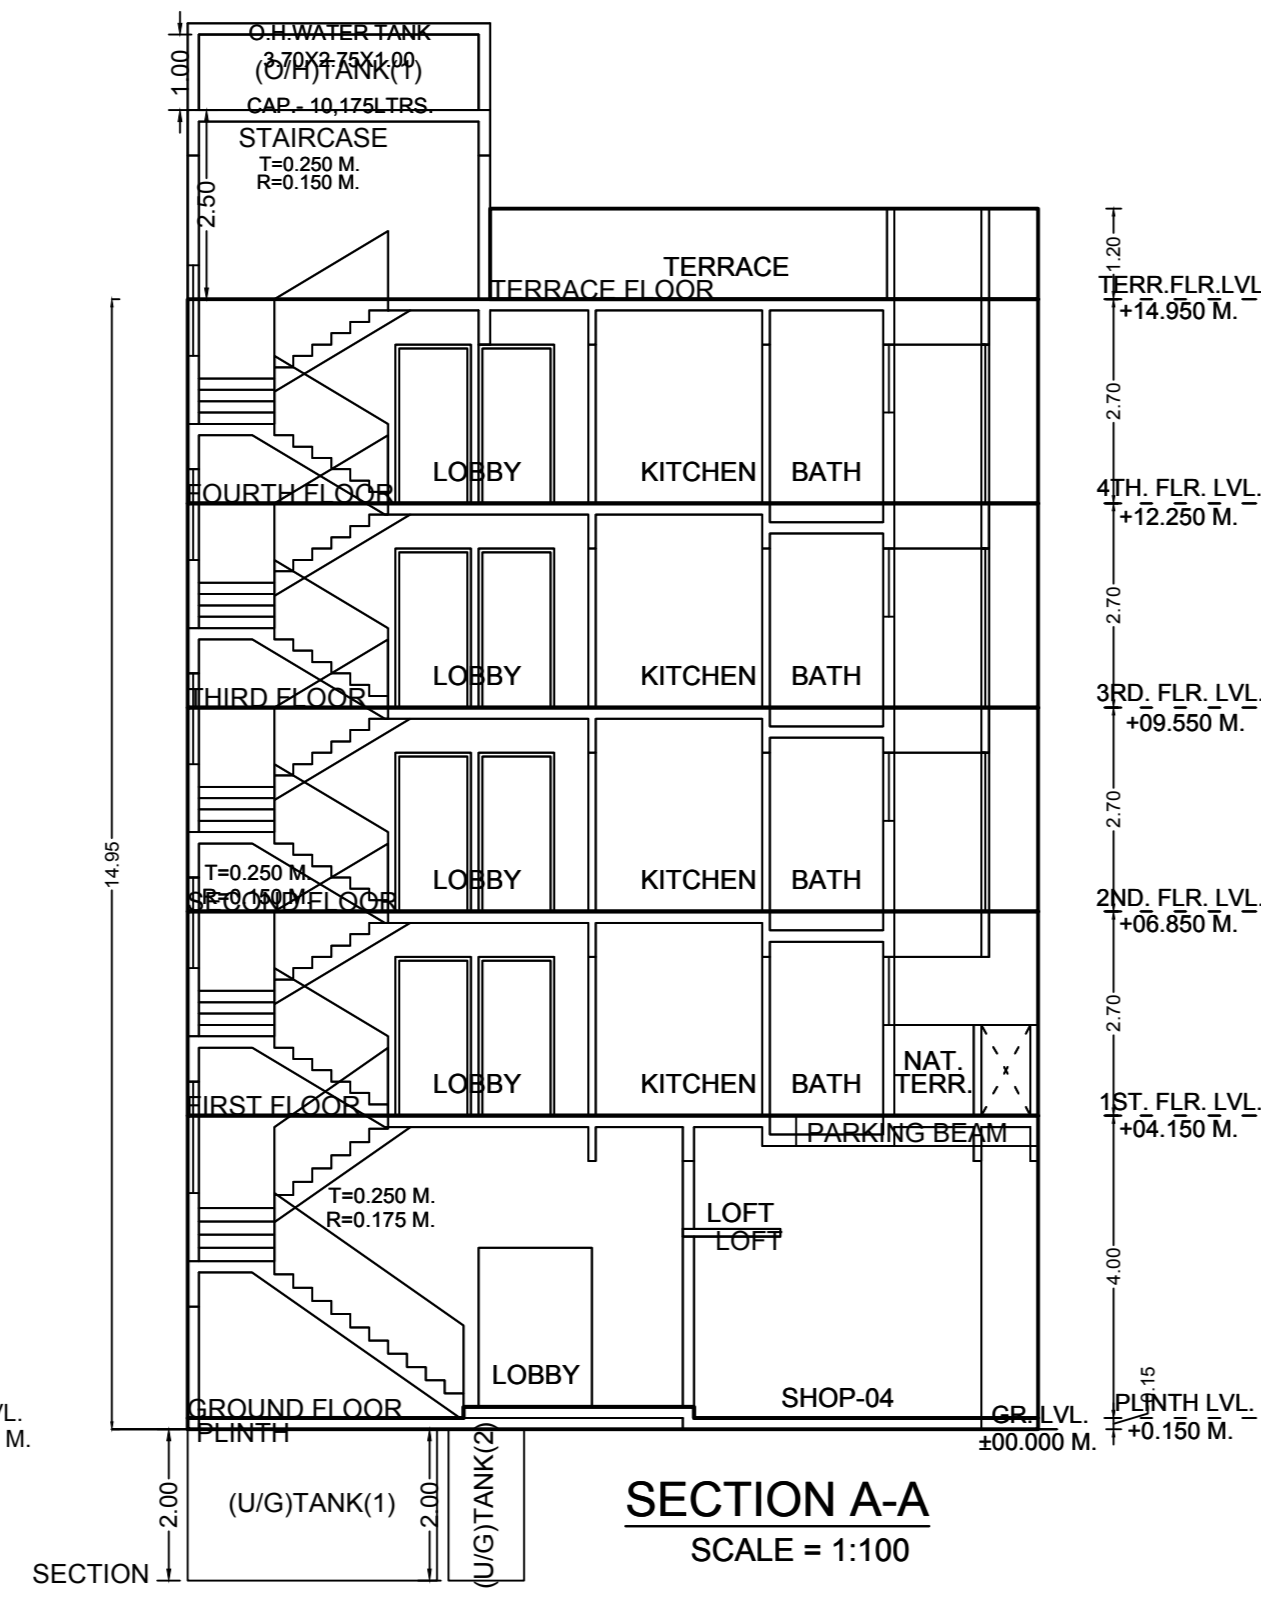 O.H.WATER TANK
3.70X2.75X1.00
(O/H)TANK(1)
CAP.- 10,175LTRS.
1.00
STAIRCASE
T=0.250 M.
R=0.150 M.
2.50
TERRACE
TERRACE FLOOR
1.20
TERR.FLR.LVL
+14.950 M.
2.70
LOBBY
KITCHEN
BATH
FOURTH FLOOR
4TH. FLR. LVL.
+12.250 M.
2.70
LOBBY
KITCHEN
BATH
THIRD FLOOR
3RD. FLR. LVL.
+09.550 M.
2.70
14.95
T=0.250 M.
R=0.150 M.
LOBBY
KITCHEN
BATH
SECOND FLOOR
2ND. FLR. LVL.
+06.850 M.
2.70
NAT.
TERR.
LOBBY
KITCHEN
BATH
FIRST FLOOR
1ST. FLR. LVL.
+04.150 M.
PARKING BEAM
T=0.250 M.
R=0.175 M.
LOFT
LOFT
4.00
LOBBY
SHOP-04
0.15
GROUND FLOOR
PLINTH
GR. LVL.
±00.000 M.
PLINTH LVL.
+0.150 M.
VL.
M.
2.00
(U/G)TANK(1)
2.00
(U/G)TANK(2)
SECTION
SECTION A-A
SCALE = 1:100